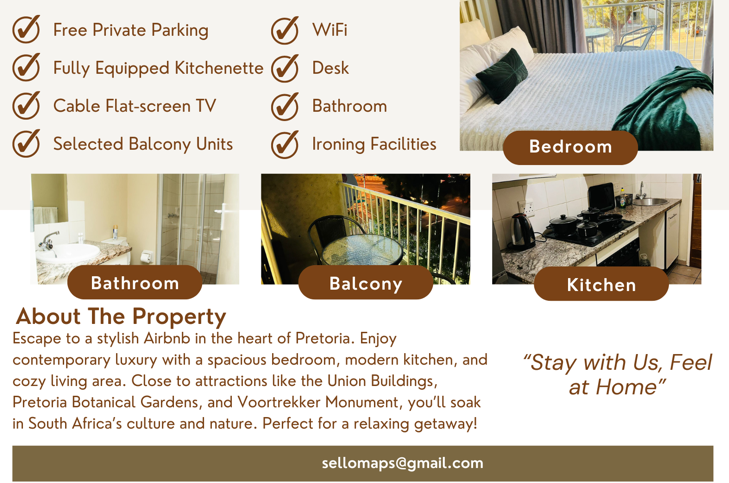 Free Private Parking
Fully Equipped Kitchenette
Cable Flat-screen TV
Selected Balcony Units
WiFi
Desk
Bathroom
Ironing Facilities
Bedroom
Bathroom
Balcony
Kitchen
About The Property
Escape to a stylish Airbnb in the heart of Pretoria. Enjoy
contemporary luxury with a spacious bedroom, modern kitchen, and
cozy living area. Close to attractions like the Union Buildings,
Pretoria Botanical Gardens, and Voortrekker Monument, you’ll soak
in South Africa’s culture and nature. Perfect for a relaxing getaway!
“Stay with Us, Feel
at Home”
sellomaps@gmail.com